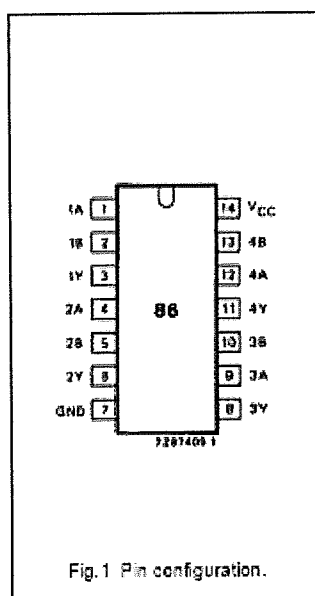 1A 1 14 VCC
1B 2 13 4B
1Y 3 12 4A
2A 4 86 11 4Y
2B 5 10 3B
2Y 6 9 3A
GND 7 8 3Y
7Z87409.1
Fig.1 Pin configuration.